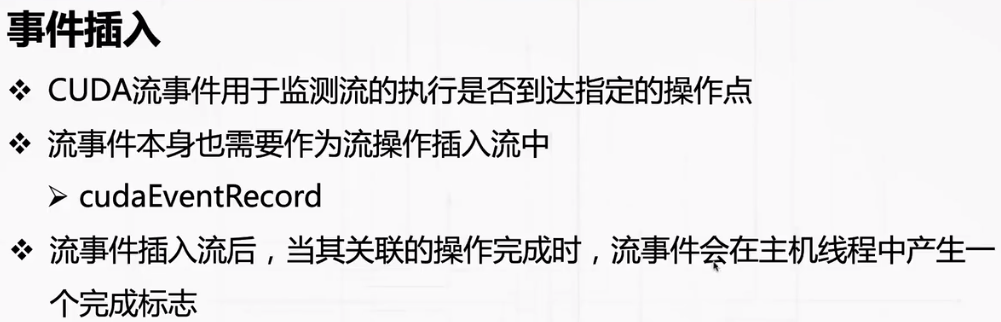 事件插入
❖ CUDA流事件用于监测流的执行是否到达指定的操作点
❖ 流事件本身也需要作为流操作插入流中
➢ cudaEventRecord
❖ 流事件插入流后，当其关联的操作完成时，流事件会在主机线程中产生一
个完成标志